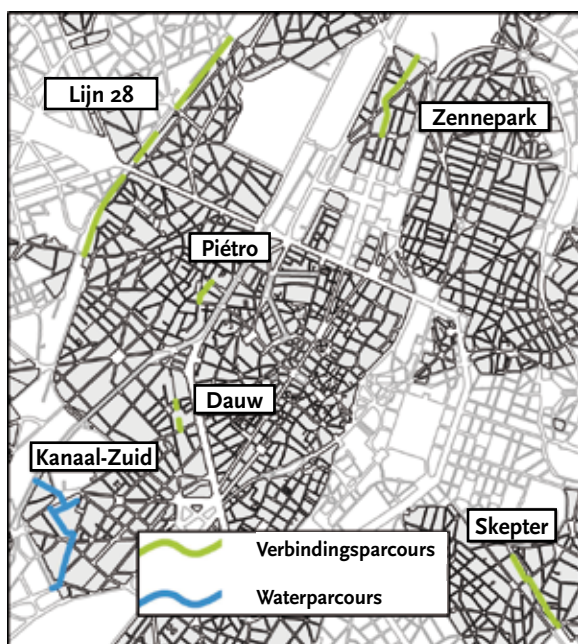 Lijn 28
Zennepark
Piétro
Dauw
Kanaal-Zuid
Skepter
Verbindingsparcours
Waterparcours